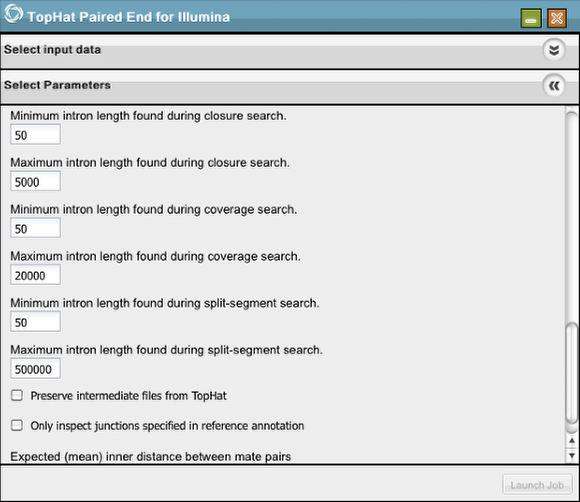 TopHat Paired End for Illumina
Select input data
Select Parameters
Minimum intron length found during closure search.
50
Maximum intron length found during closure search.
5000
Minimum intron length found during coverage search.
50
Maximum intron length found during coverage search.
20000
Minimum intron length found during split-segment search.
50
Maximum intron length found during split-segment search.
500000
Preserve intermediate files from TopHat
Only inspect junctions specified in reference annotation
Expected (mean) inner distance between mate pairs
Launch Job